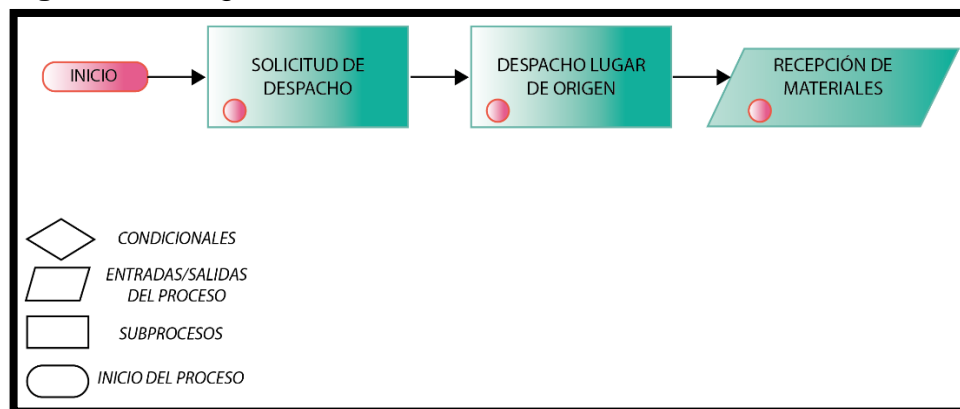 INICIO
SOLICITUD DE
DESPACHO
DESPACHO LUGAR
DE ORIGEN
RECEPCIÓN DE
MATERIALES
CONDICIONALES
ENTRADAS/SALIDAS
DEL PROCESO
SUBPROCESOS
INICIO DEL PROCESO